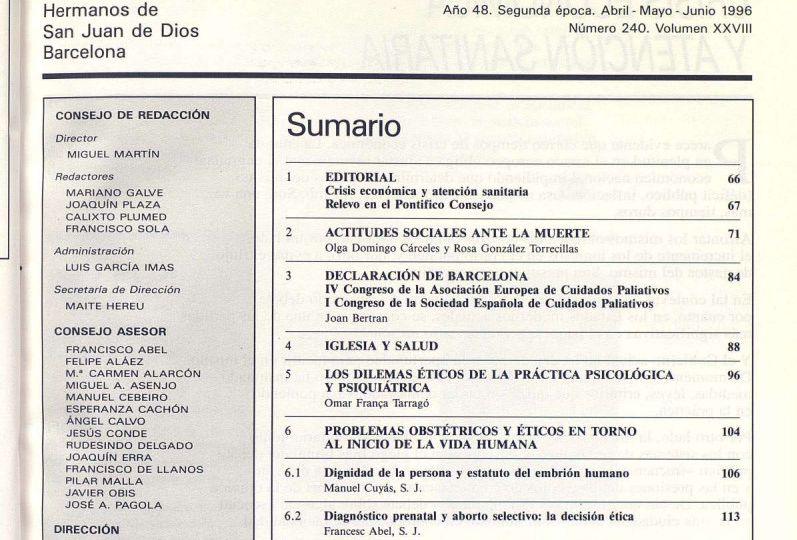 Hermanos de
San Juan de Dios
Barcelona
Año 48. Segunda época. Abril - Mayo - Junio 1996
Número 240. Volumen XXVIII
CONSEJO DE REDACCIÓN
Director
MIGUEL MARTÍN
Redactores
MARIANO GALVE
JOAQUÍN PLAZA
CALIXTO PLUMED
FRANCISCO SOLA
Administración
LUIS GARCÍA IMAS
Secretaría de Dirección
MAITE HEREU
CONSEJO ASESOR
FRANCISCO ABEL
FELIPE ALÁEZ
M.ª CARMEN ALARCÓN
MIGUEL A. ASENJO
MANUEL CEBEIRO
ESPERANZA CACHÓN
ÁNGEL CALVO
JESÚS CONDE
RUDESINDO DELGADO
JOAQUÍN ERRA
FRANCISCO DE LLANOS
PILAR MALLA
JAVIER OBIS
JOSÉ A. PAGOLA
DIRECCIÓN
Sumario
1 EDITORIAL 66
Crisis económica y atención sanitaria
Relevo en el Pontifico Consejo 67
2 ACTITUDES SOCIALES ANTE LA MUERTE 71
Olga Domingo Cárceles y Rosa González Torrecillas
3 DECLARACIÓN DE BARCELONA 84
IV Congreso de la Asociación Europea de Cuidados Paliativos
I Congreso de la Sociedad Española de Cuidados Paliativos
Joan Bertran
4 IGLESIA Y SALUD 88
5 LOS DILEMAS ÉTICOS DE LA PRÁCTICA PSICOLÓGICA 96
Y PSIQUIÁTRICA
Omar França Tarragó
6 PROBLEMAS OBSTÉTRICOS Y ÉTICOS EN TORNO 104
AL INICIO DE LA VIDA HUMANA
6.1 Dignidad de la persona y estatuto del embrión humano 106
Manuel Cuyás, S. J.
6.2 Diagnóstico prenatal y aborto selectivo: la decisión ética 113
Francesc Abel, S. J.